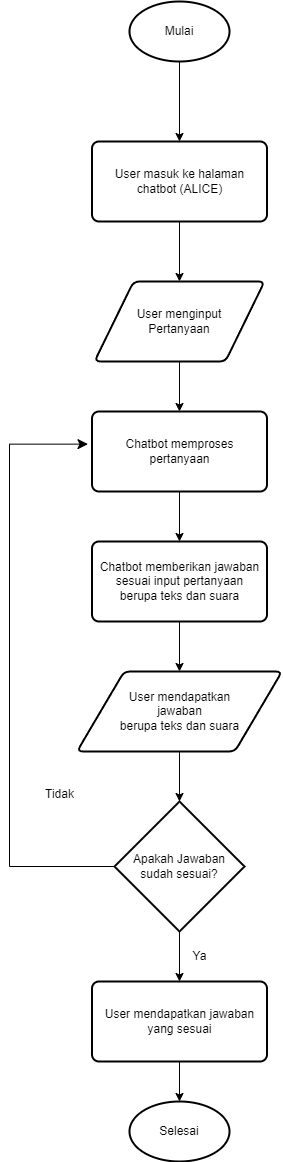 Mulai
User masuk ke halaman
chatbot (ALICE)
User menginput
Pertanyaan
Chatbot memproses
pertanyaan
Chatbot memberikan jawaban
sesuai input pertanyaan
berupa teks dan suara
User mendapatkan
jawaban
berupa teks dan suara
Tidak
Apakah Jawaban
sudah sesuai?
Ya
User mendapatkan jawaban
yang sesuai
Selesai